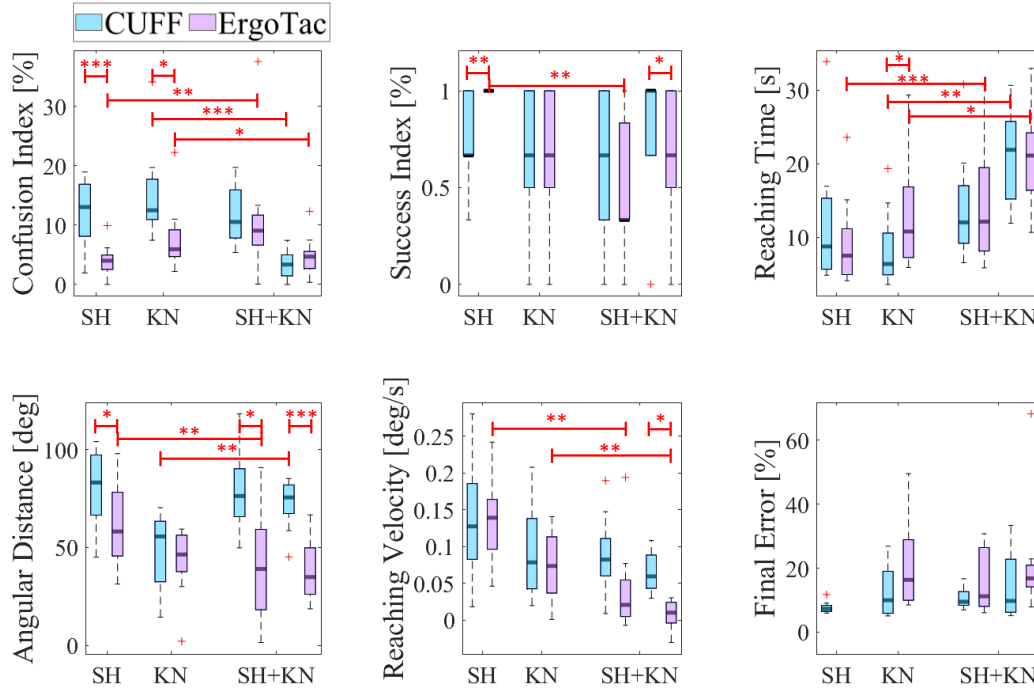 CUFF ErgoTac
Confusion Index [%]
30
20
10
0
*** * ** *** *
SH KN SH+KN
Success Index [%]
1
0.5
0
** ** *
SH KN SH+KN
Reaching Time [s]
30
20
10
* *** ** *
SH KN SH+KN
Angular Distance [deg]
100
50
0
* ** ** * ***
SH KN SH+KN
Reaching Velocity [deg/s]
0.25
0.2
0.15
0.1
0.05
0
** * **
SH KN SH+KN
Final Error [%]
60
40
20
0
SH KN SH+KN